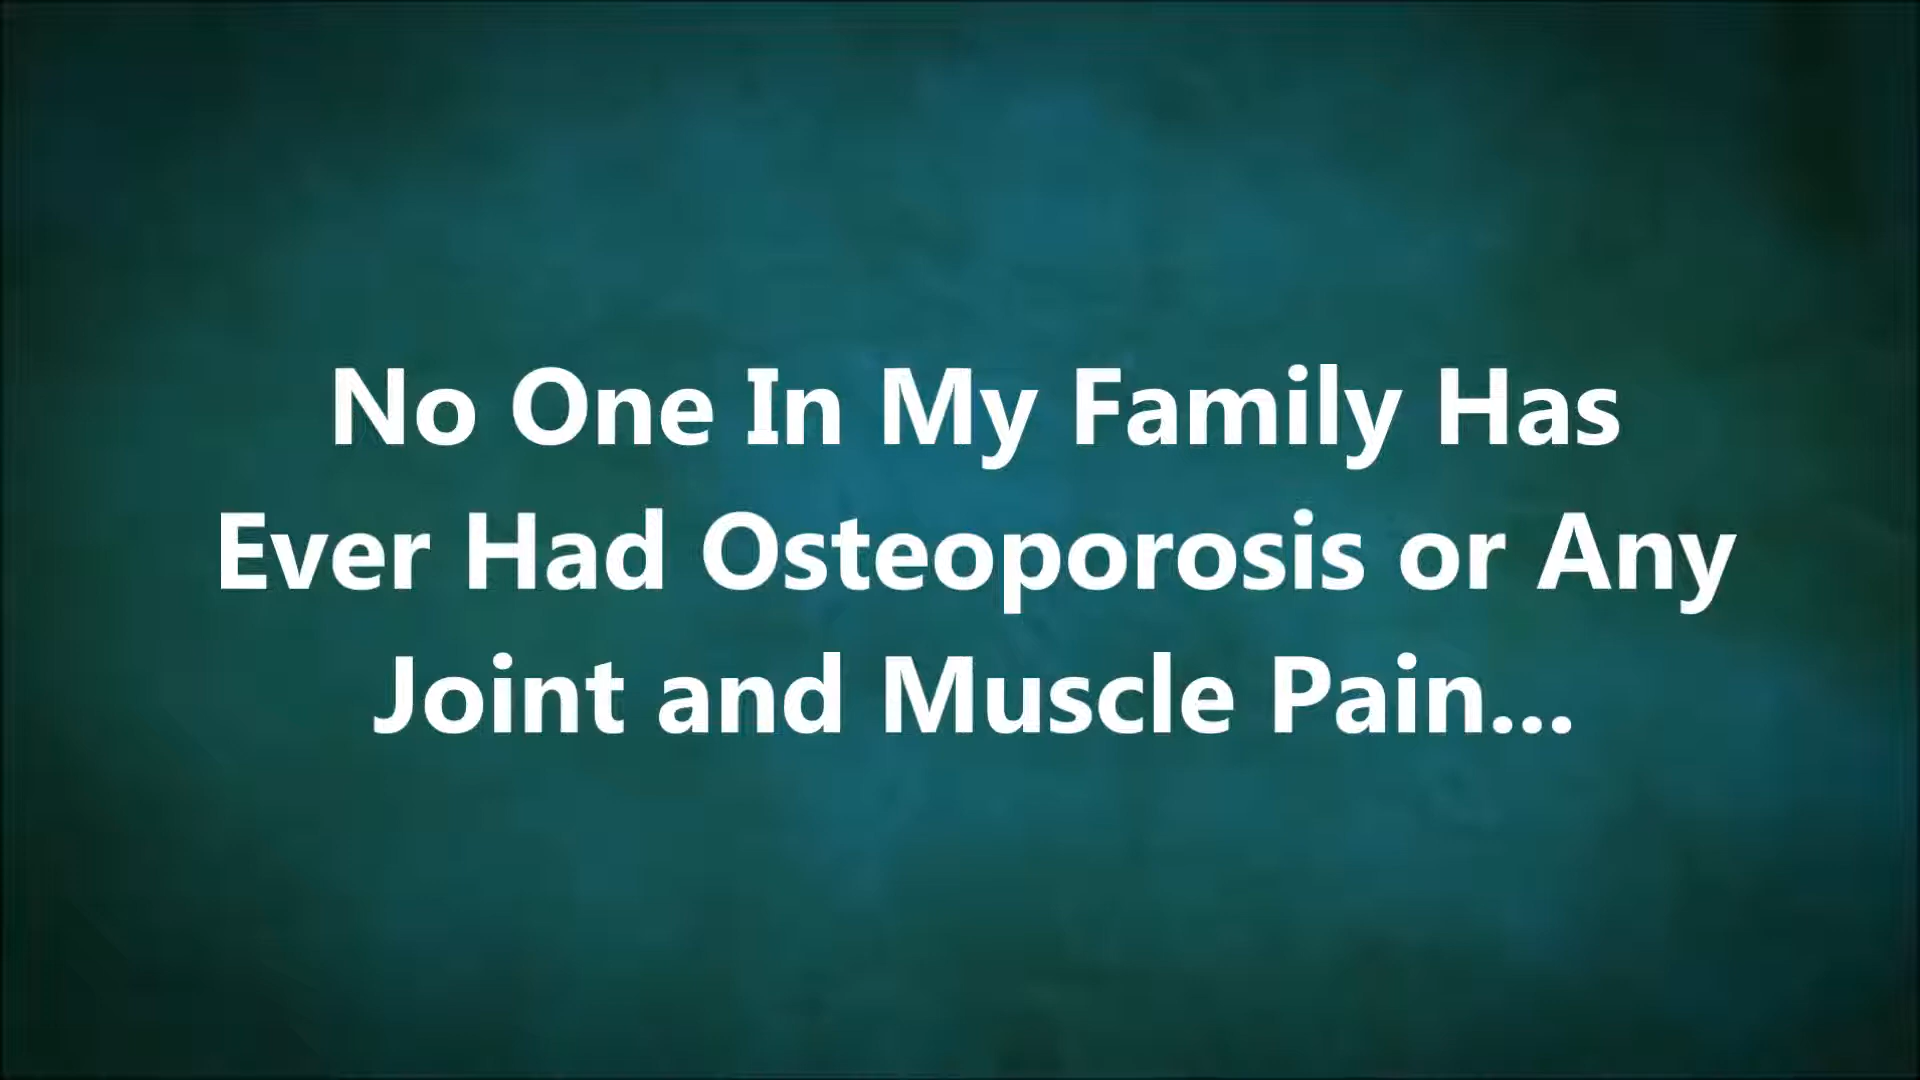 No One In My Family Has
Ever Had Osteoporosis or Any
Joint and Muscle Pain...